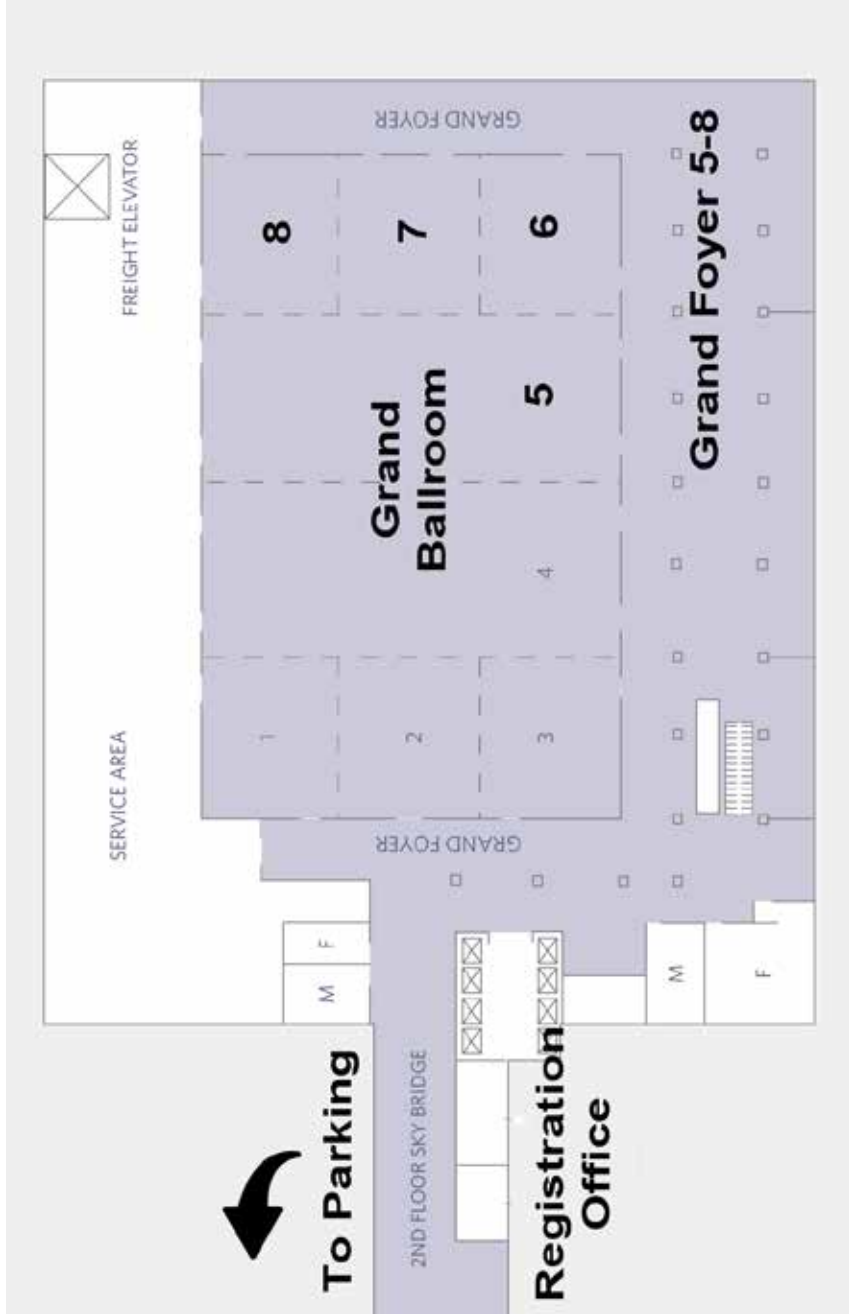 SERVICE AREA
FREIGHT ELEVATOR
M
F
1
8
To Parking
2ND FLOOR SKY BRIDGE
GRAND FOYER
2
Grand
Ballroom
7
GRAND FOYER
3
4
5
6
Registration
Office
M
Grand Foyer 5-8
F